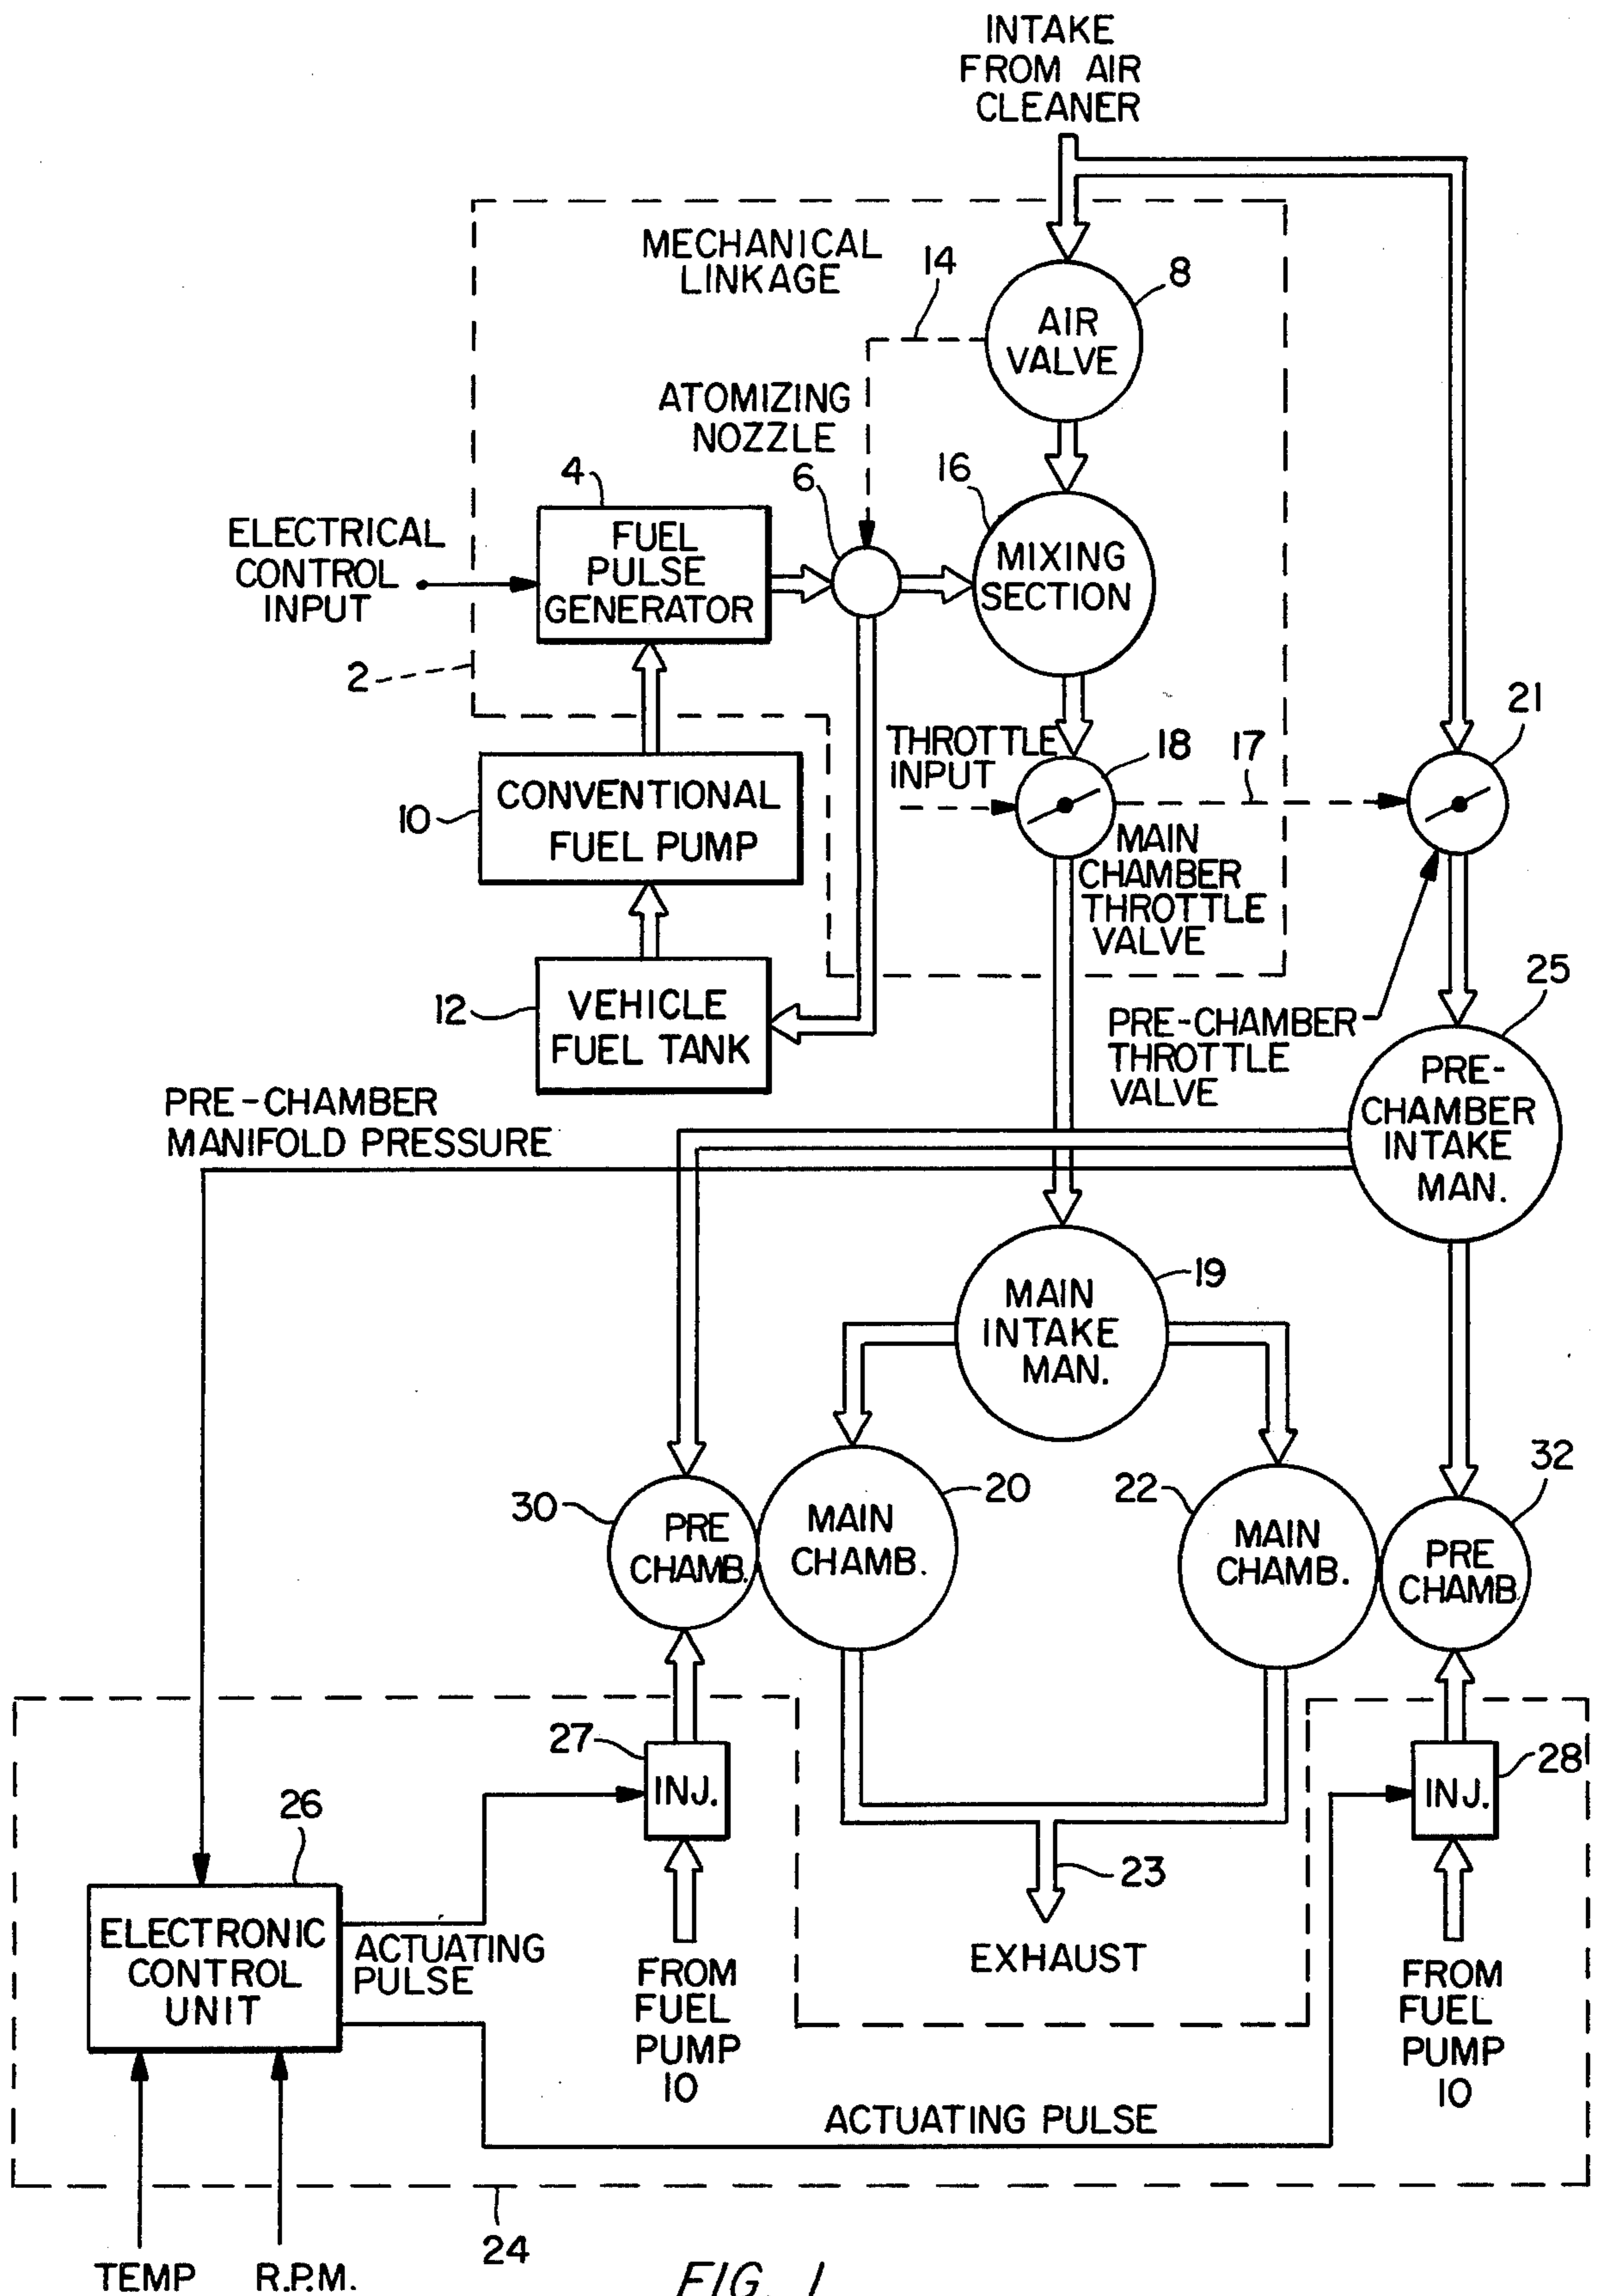 INTAKE
FROM AIR
CLEANER
MECHANICAL
LINKAGE
14
8
AIR
VALVE
ATOMIZING
NOZZLE
4
6
16
ELECTRICAL
CONTROL
INPUT
FUEL
PULSE
GENERATOR
MIXING
SECTION
2
21
THROTTLE
INPUT
18
17
10
CONVENTIONAL
FUEL PUMP
MAIN
CHAMBER
THROTTLE
VALVE
25
12
VEHICLE
FUEL TANK
PRE-CHAMBER
THROTTLE
VALVE
PRE-
CHAMBER
INTAKE
MAN.
PRE-CHAMBER
MANIFOLD PRESSURE
19
MAIN
INTAKE
MAN.
30
20
22
32
PRE
CHAMB.
MAIN
CHAMB.
MAIN
CHAMB.
PRE
CHAMB
27
INJ.
28
INJ.
26
23
ELECTRONIC
CONTROL
UNIT
ACTUATING
PULSE
FROM
FUEL
PUMP
10
EXHAUST
FROM
FUEL
PUMP
10
ACTUATING PULSE
24
TEMP
R.P.M.
FIG. 1